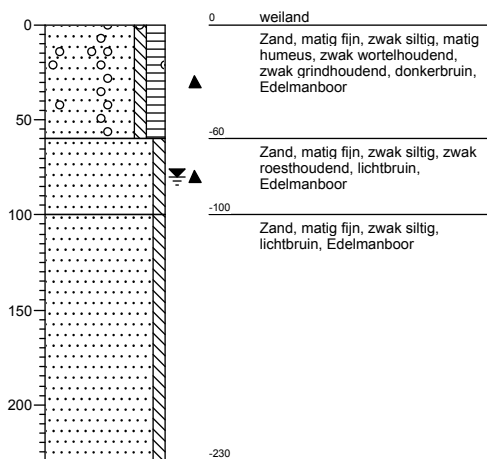 0
50
100
150
200
0
weiland
Zand, matig fijn, zwak siltig, matig
humeus, zwak wortelhoudend,
zwak grindhoudend, donkerbruin,
Edelmanboor
-60
Zand, matig fijn, zwak siltig, zwak
roesthoudend, lichtbruin,
Edelmanboor
-100
Zand, matig fijn, zwak siltig,
lichtbruin, Edelmanboor
-230